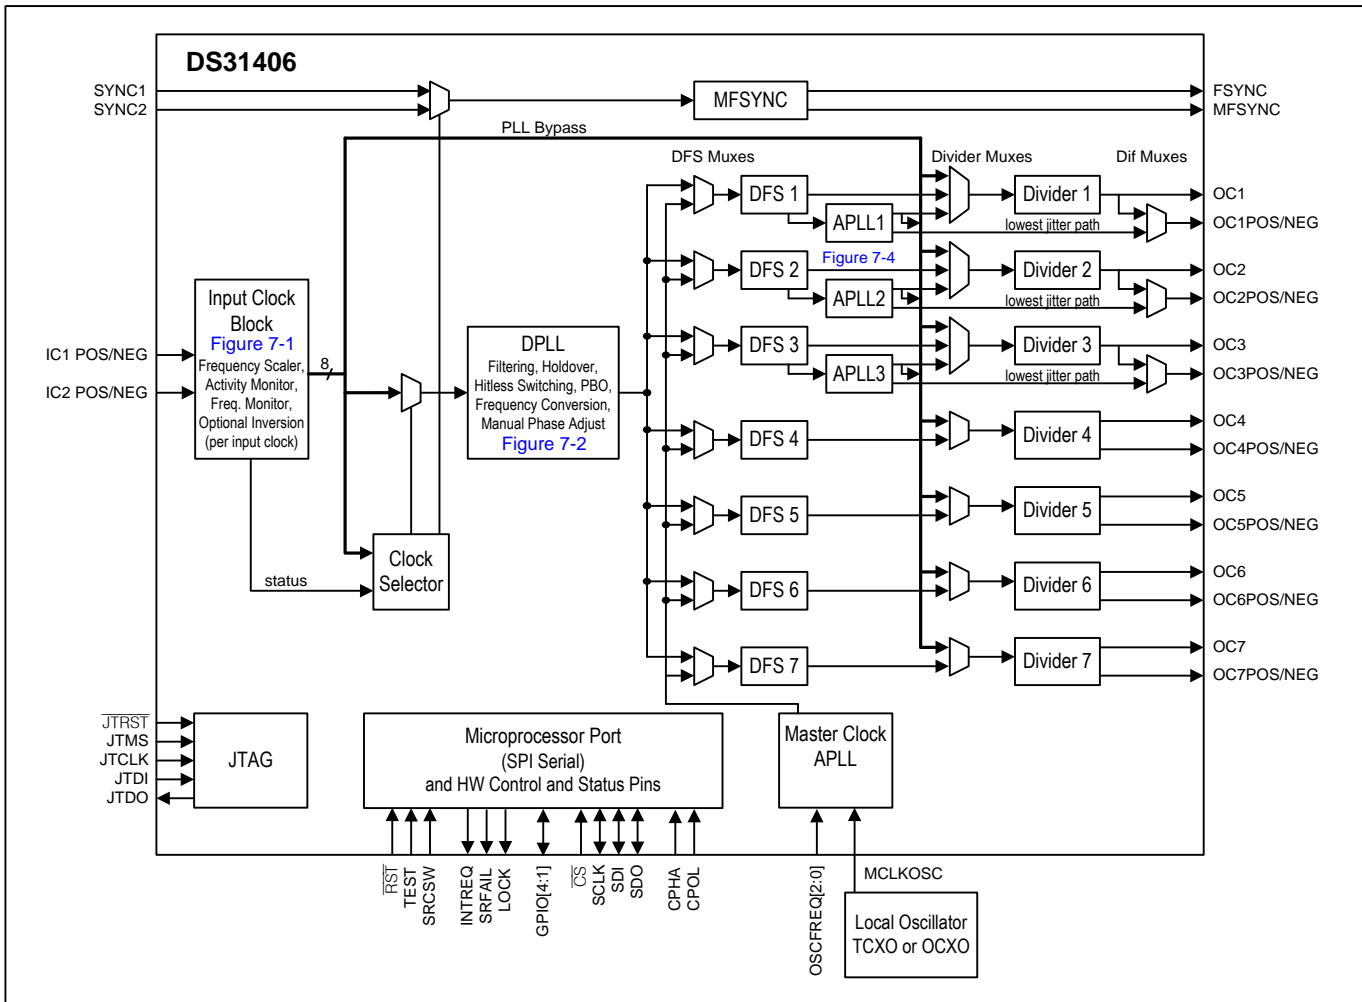 DS31406
SYNC1
SYNC2
MFSYNC
FSYNC
MFSYNC
PLL Bypass
DFS Muxes
Divider Muxes
Dif Muxes
DFS 1
APLL1
Divider 1
OC1
OC1POS/NEG
lowest jitter path
DFS 2
Figure 7-4
APLL2
Divider 2
OC2
OC2POS/NEG
lowest jitter path
DFS 3
APLL3
Divider 3
OC3
OC3POS/NEG
lowest jitter path
IC1 POS/NEG
IC2 POS/NEG
Input Clock
Block
Figure 7-1
Frequency Scaler,
Activity Monitor,
Freq. Monitor,
Optional Inversion
(per input clock)
8
DPLL
Filtering, Holdover,
Hitless Switching, PBO,
Frequency Conversion,
Manual Phase Adjust
Figure 7-2
DFS 4
Divider 4
OC4
OC4POS/NEG
DFS 5
Divider 5
OC5
OC5POS/NEG
status
Clock
Selector
DFS 6
Divider 6
OC6
OC6POS/NEG
DFS 7
Divider 7
OC7
OC7POS/NEG
JTRST
JTMS
JTCLK
JTDI
JTDO
JTAG
Microprocessor Port
(SPI Serial)
and HW Control and Status Pins
Master Clock
APLL
RST
TEST
SRCSW
INTREQ
SRFAIL
LOCK
GPIO[4:1]
CS
SCLK
SDI
SDO
CPHA
CPOL
OSCFREQ[2:0]
MCLKOSC
Local Oscillator
TCXO or OCXO